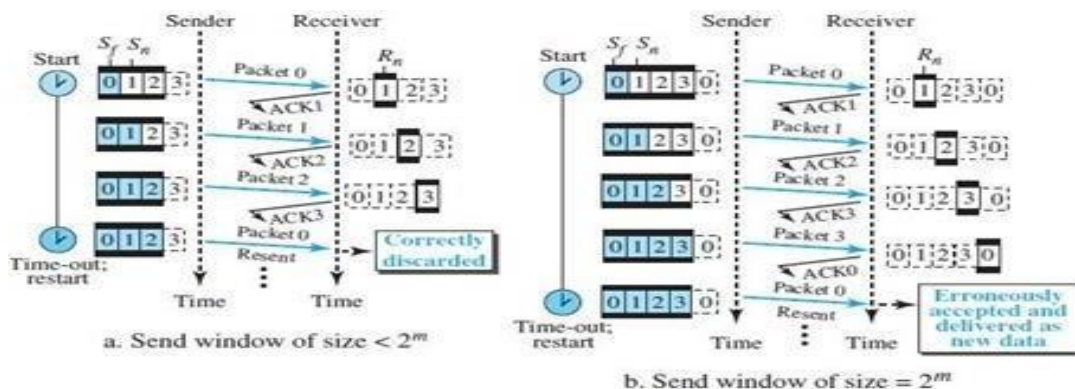 Sender Receiver
Start
Sf Sn
0 1 2 3
Packet 0
Rn
0 1 2 3
ACK1
0 1 2 3
Packet 1
0 1 2 3
ACK2
0 1 2 3
Packet 2
0 1 2 3
ACK3
0 1 2 3
Packet 0
Resent
Correctly
discarded
Time-out;
restart
Time Time
a. Send window of size < 2^m
Sender Receiver
Start
Sf Sn
0 1 2 3 0
Packet 0
Rn
0 1 2 3 0
ACK1
0 1 2 3 0
Packet 1
0 1 2 3 0
ACK2
0 1 2 3 0
Packet 2
0 1 2 3 0
ACK3
0 1 2 3 0
Packet 3
0 1 2 3 0
ACK0
0 1 2 3 0
Packet 0
Resent
Erroneously
accepted and
delivered as
new data
Time-out;
restart
Time Time
b. Send window of size = 2^m